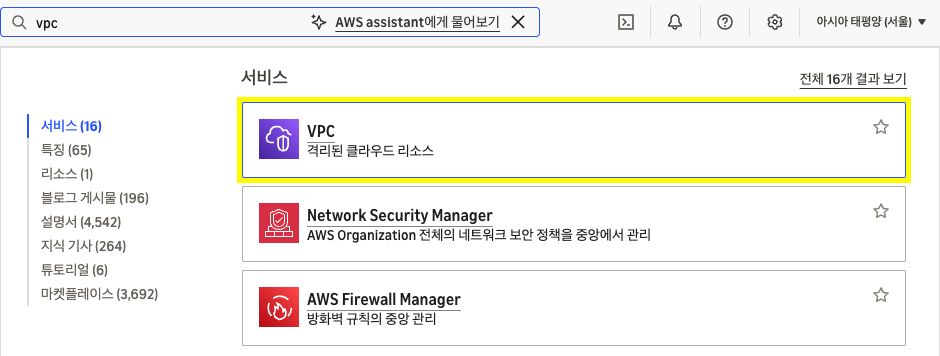 vpc
AWS assistant에게 물어보기
아시아 태평양 (서울)
서비스
전체 16개 결과 보기
서비스 (16)
특징 (65)
리소스 (1)
블로그 게시물 (196)
설명서 (4,542)
지식 기사 (264)
튜토리얼 (6)
마켓플레이스 (3,692)
VPC
격리된 클라우드 리소스
Network Security Manager
AWS Organization 전체의 네트워크 보안 정책을 중앙에서 관리
AWS Firewall Manager
방화벽 규칙의 중앙 관리